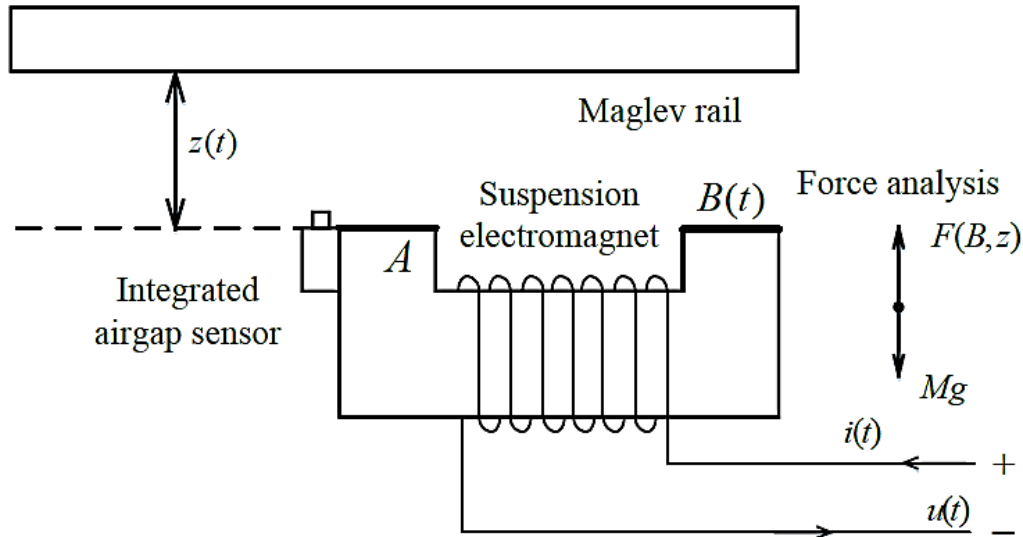 z(t)
Maglev rail
Suspension
electromagnet
B(t)
Force analysis
F(B,z)
A
Integrated
airgap sensor
Mg
i(t)
+
u(t)
−